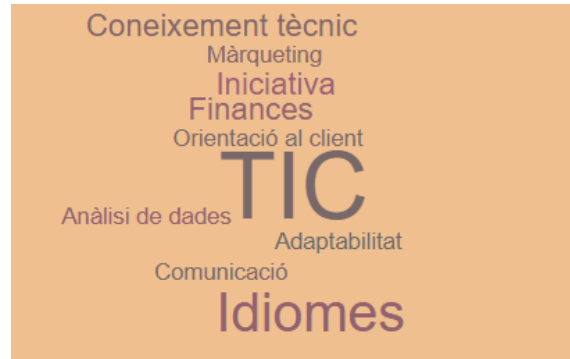 Coneixement tècnic
Màrqueting
Iniciativa
Finances
Orientació al client
TIC
Anàlisi de dades
Adaptabilitat
Comunicació
Idiomes